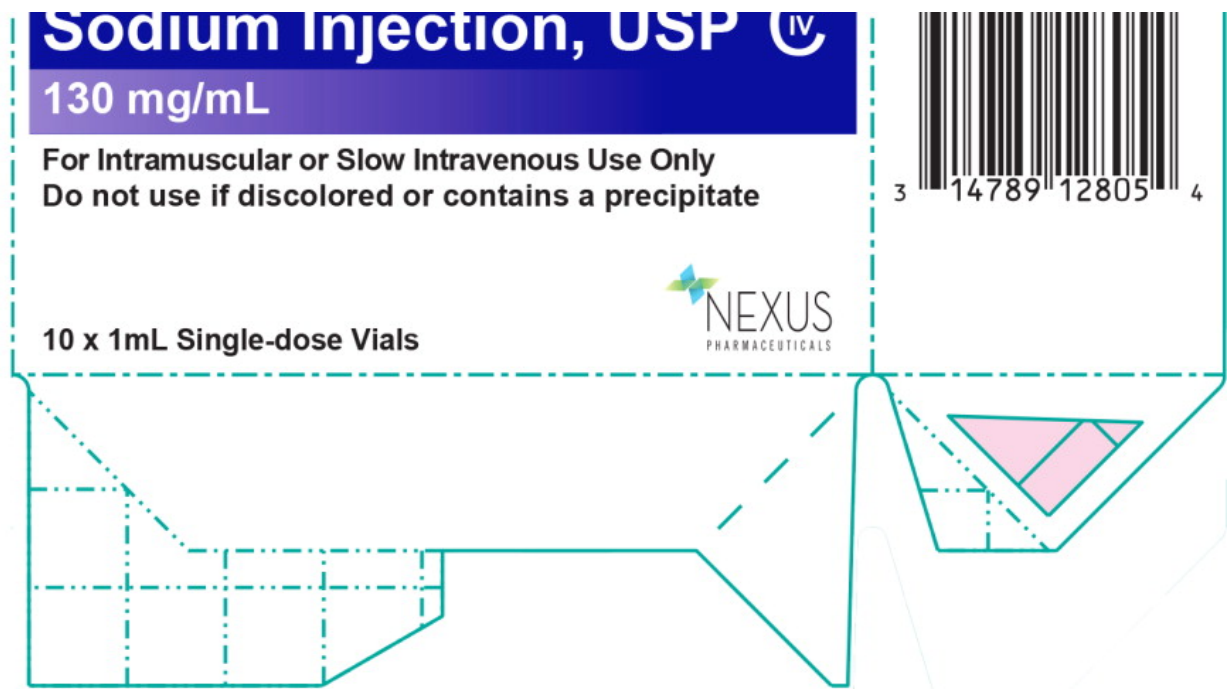 Sodium Injection, USP CIV
130 mg/mL
For Intramuscular or Slow Intravenous Use Only
Do not use if discolored or contains a precipitate
10 x 1mL Single-dose Vials
NEXUS
PHARMACEUTICALS
3 14789 12805 4